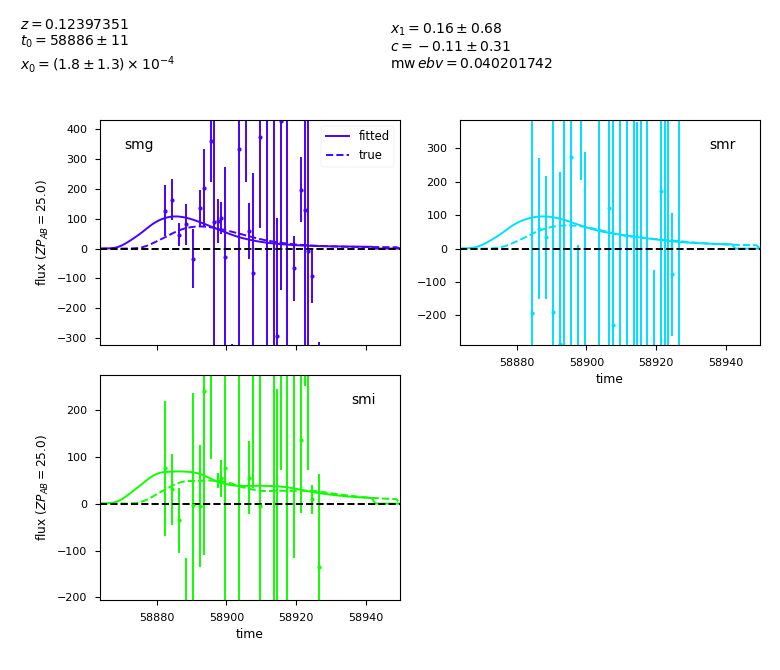 z = 0.12397351
t₀ = 58886 ± 11
x₀ = (1.8 ± 1.3) × 10⁻⁴
x₁ = 0.16 ± 0.68
c = −0.11 ± 0.31
mw ebv = 0.040201742
smg
fitted
true
400
300
200
100
0
−100
−200
−300
flux (ZP_AB = 25.0)
smr
300
200
100
0
−100
−200
58880 58900 58920 58940
time
smi
200
100
0
−100
−200
flux (ZP_AB = 25.0)
58880 58900 58920 58940
time